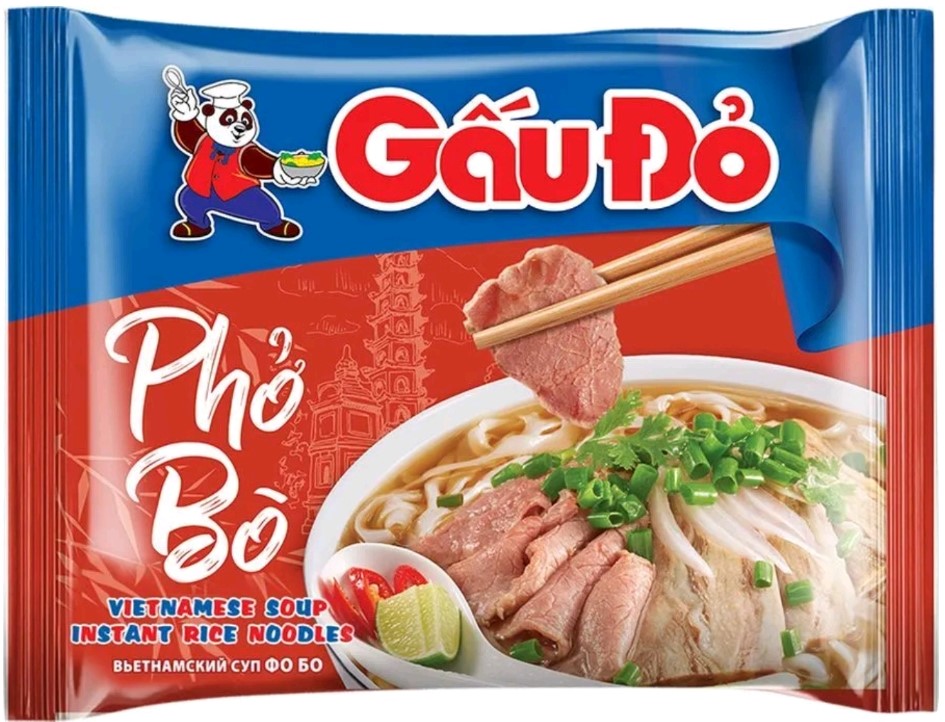 Gấu Đỏ
Phở
Bò
VIETNAMESE SOUP
INSTANT RICE NOODLES
ВЬЕТНАМСКИЙ СУП ФО БО